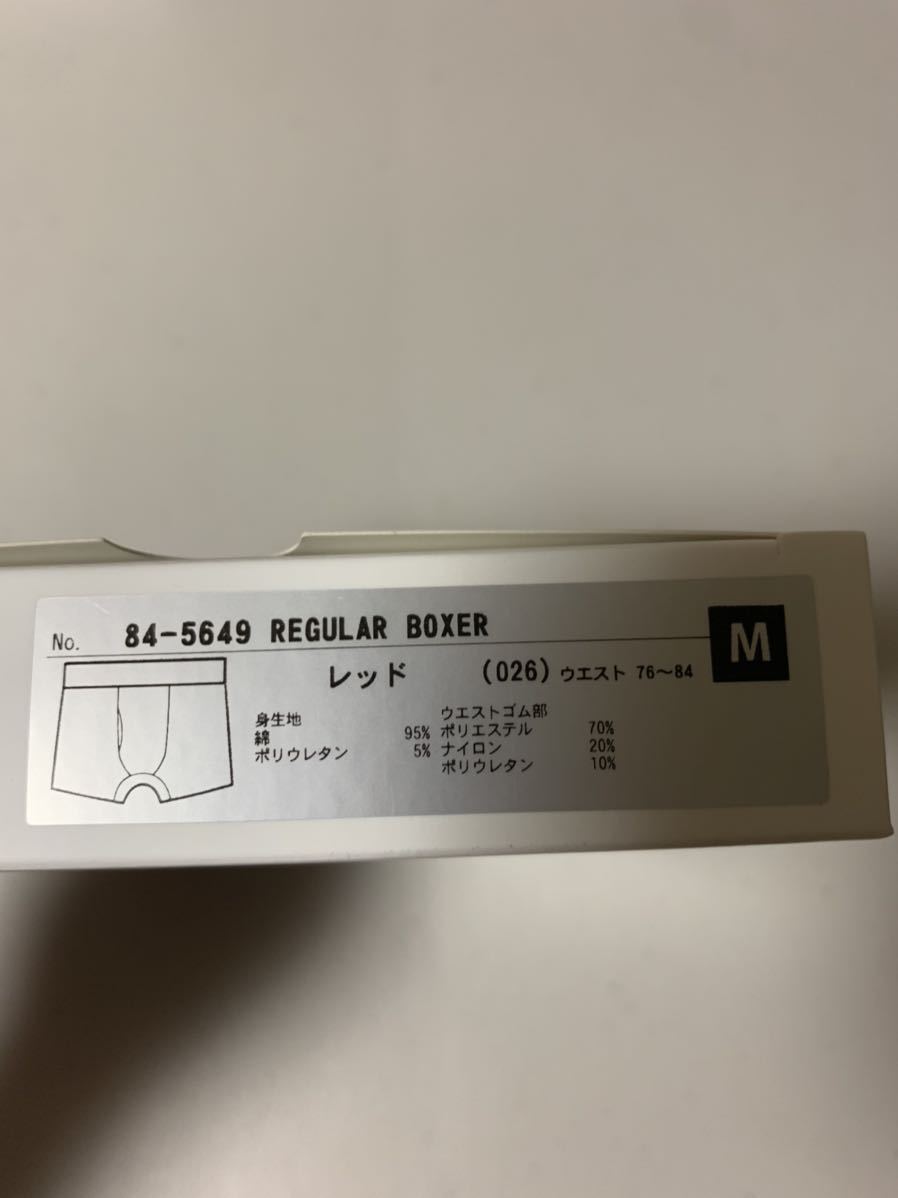 No. 84-5649 REGULAR BOXER
M
レッド (026) ウエスト 76~84
身生地
綿 95%
ポリウレタン 5%
ウエストゴム部
ポリエステル 70%
ナイロン 20%
ポリウレタン 10%